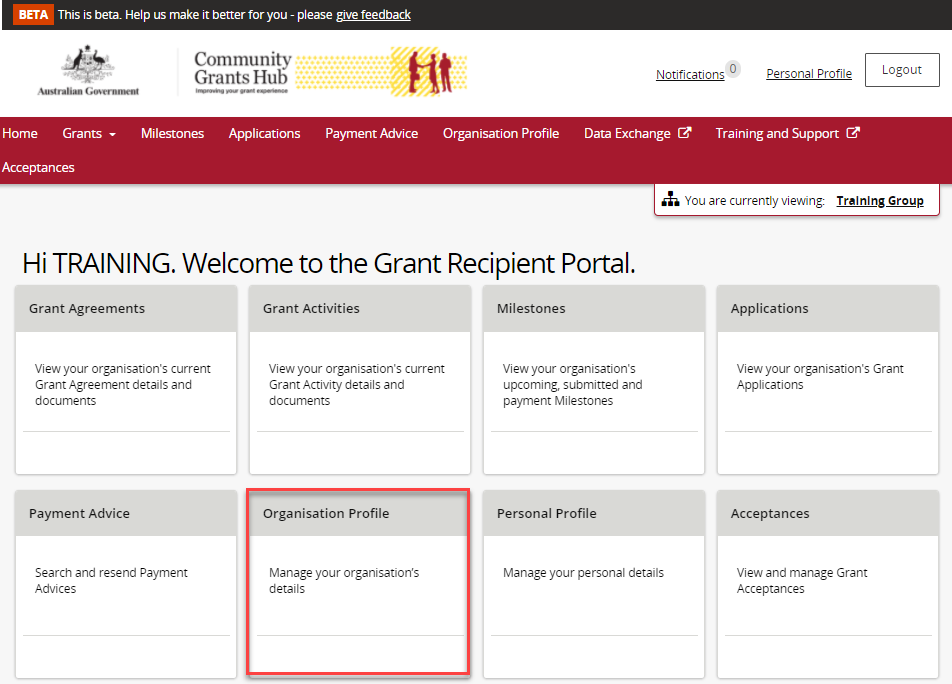 BETA This is beta. Help us make it better for you - please give feedback
Australian Government
Community
Grants Hub
Improving your grant experience
Notifications 0 Personal Profile Logout
Home Grants Milestones Applications Payment Advice Organisation Profile Data Exchange Training and Support
Acceptances
You are currently viewing: Training Group
Hi TRAINING. Welcome to the Grant Recipient Portal.
Grant Agreements
View your organisation's current
Grant Agreement details and
documents
Grant Activities
View your organisation's current
Grant Activity details and
documents
Milestones
View your organisation's
upcoming, submitted and
payment Milestones
Applications
View your organisation's Grant
Applications
Payment Advice
Search and resend Payment
Advices
Organisation Profile
Manage your organisation’s
details
Personal Profile
Manage your personal details
Acceptances
View and manage Grant
Acceptances